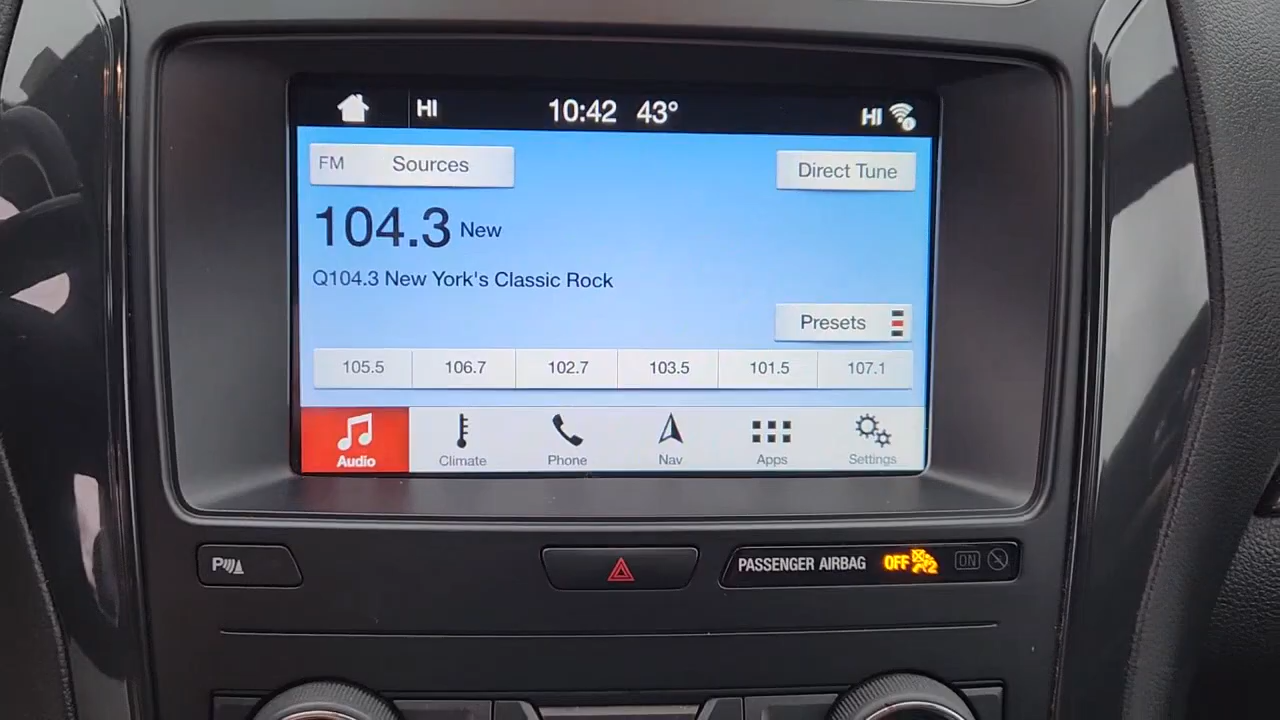 HI 10:42 43° HI
FM Sources
Direct Tune
104.3 New
Q104.3 New York's Classic Rock
Presets
105.5 106.7 102.7 103.5 101.5 107.1
Audio Climate Phone Nav Apps Settings
P PASSENGER AIRBAG OFF 2 ON